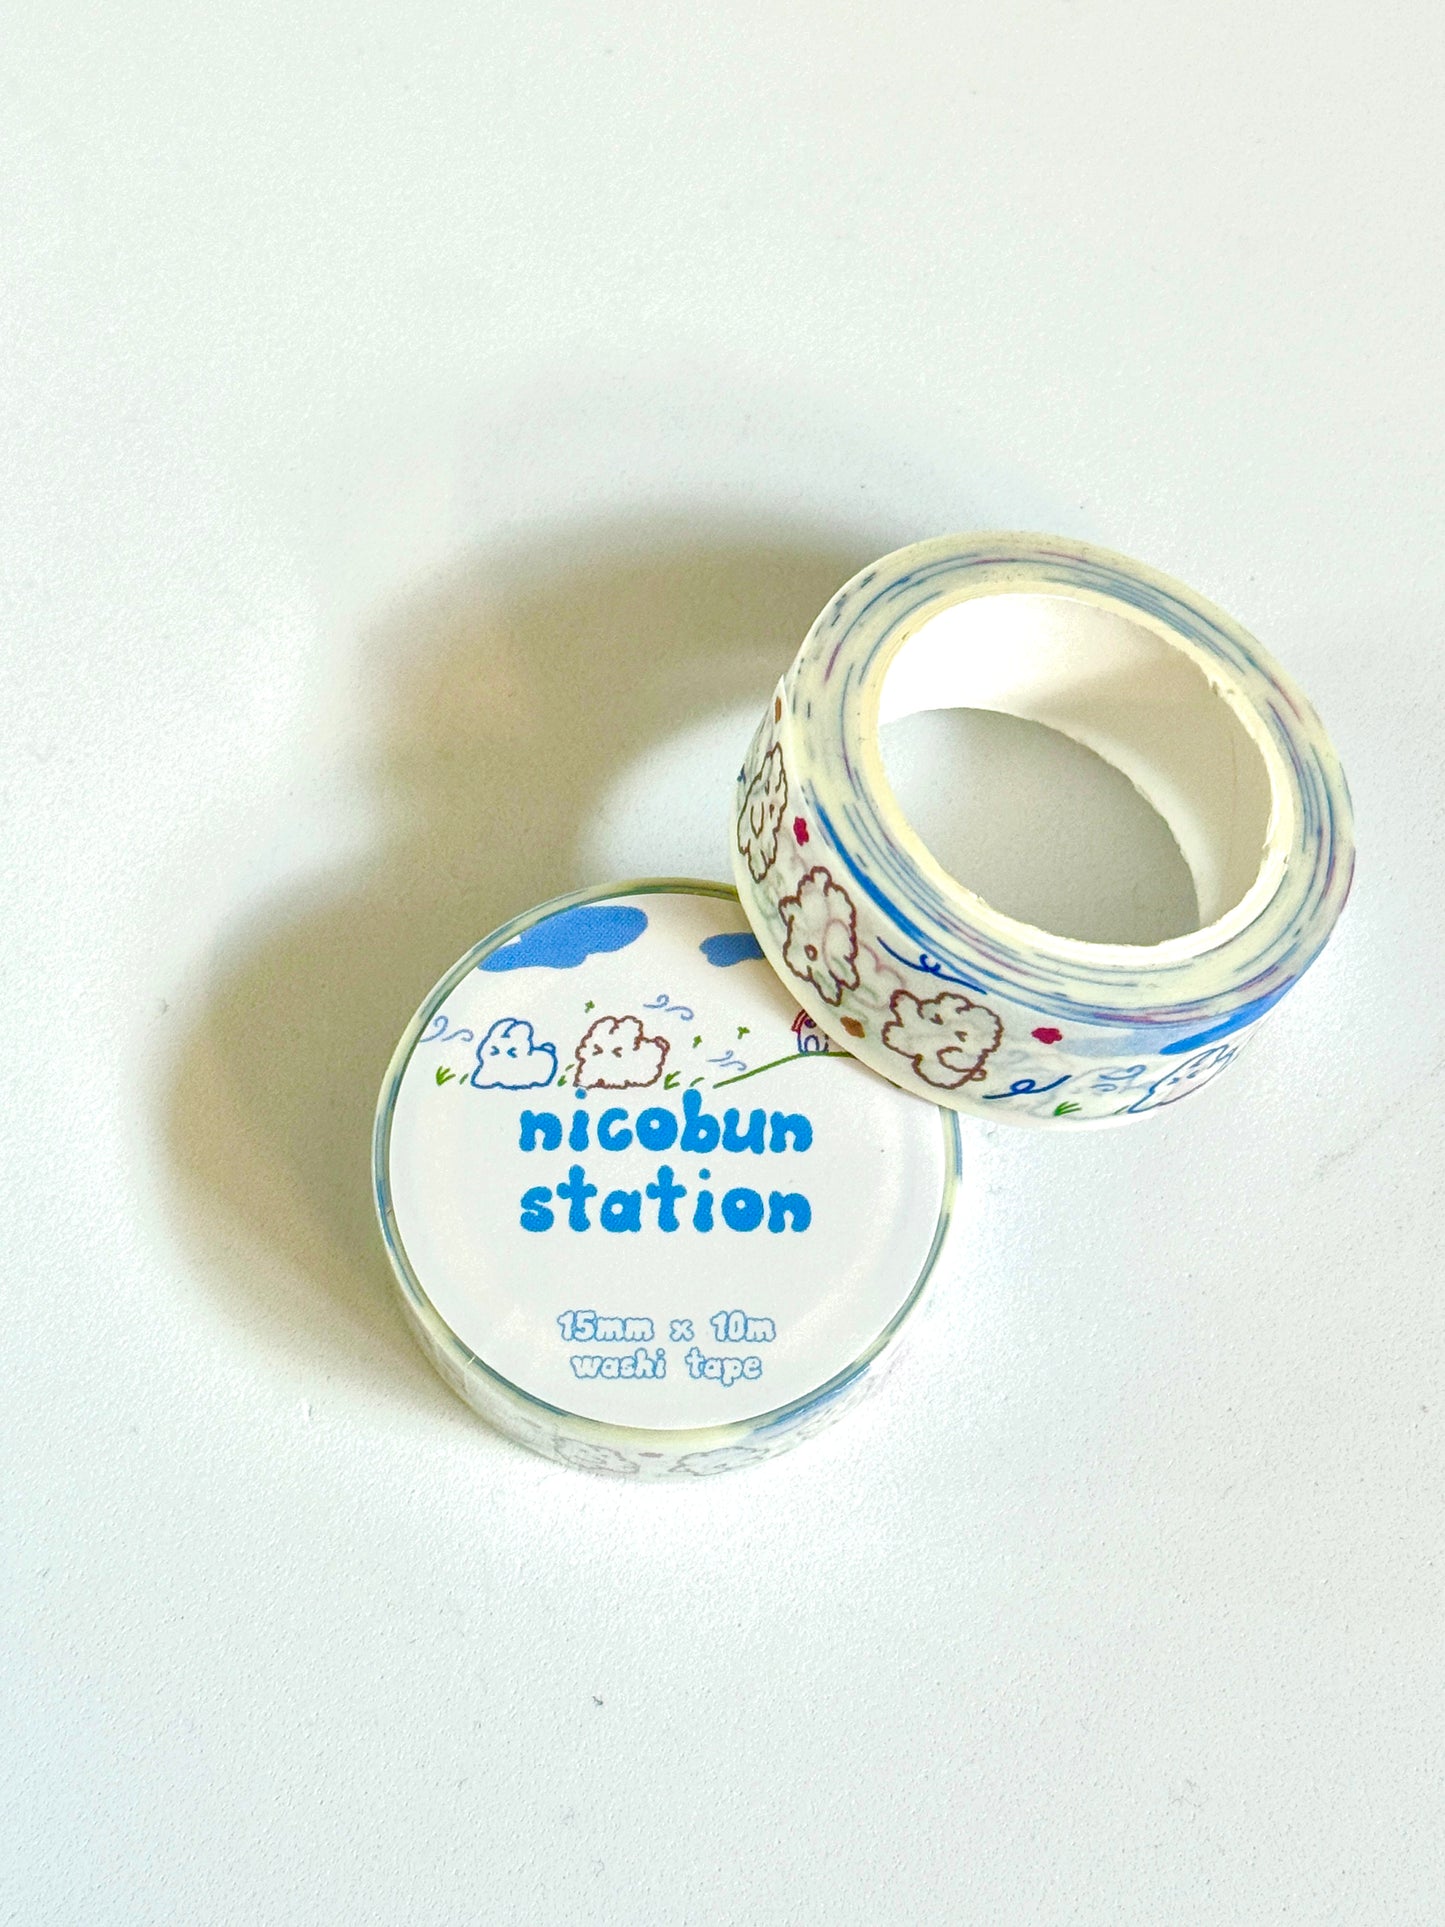 nicobun
station
15mm x 10m
washi tape